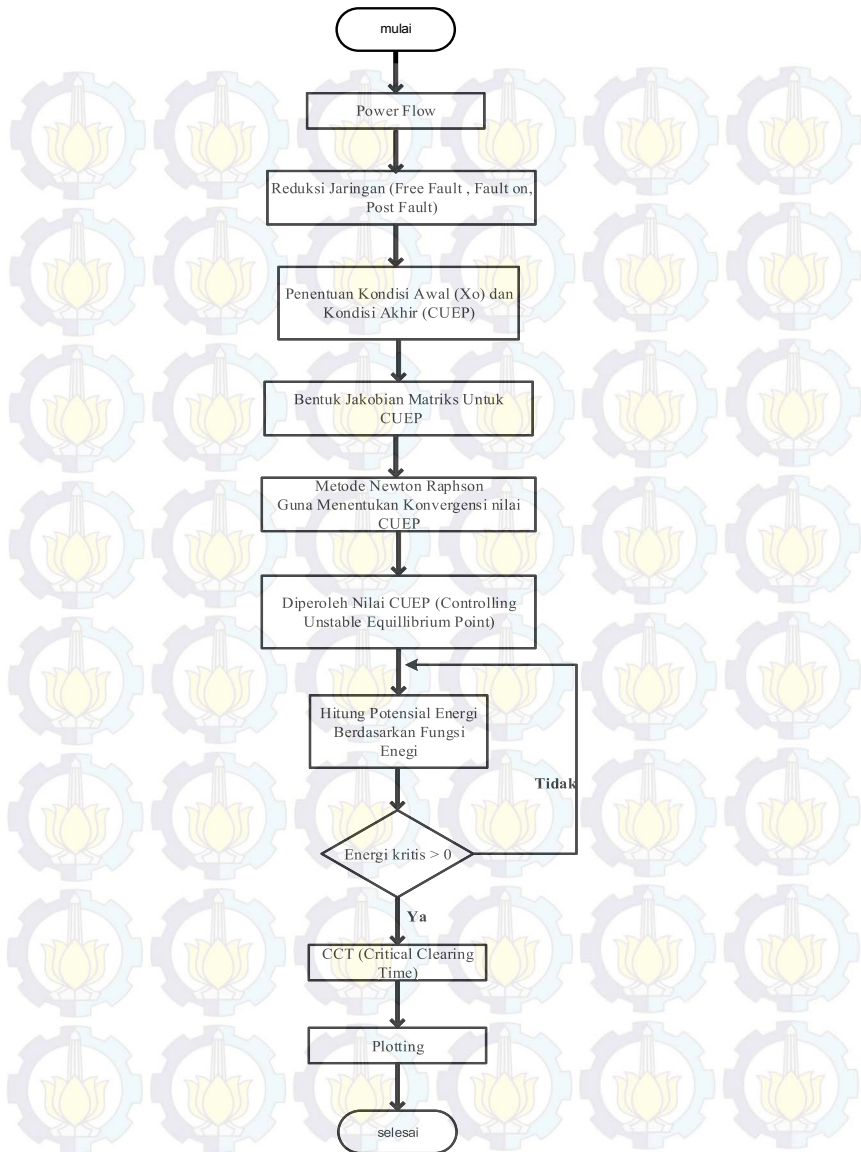 mulai
Power Flow
Reduksi Jaringan (Free Fault , Fault on,
Post Fault)
Penentuan Kondisi Awal (Xo) dan
Kondisi Akhir (CUEP)
Bentuk Jakobian Matriks Untuk
CUEP
Metode Newton Raphson
Guna Menentukan Konvergensi nilai
CUEP
Diperoleh Nilai CUEP (Controlling
Unstable Equillibrium Point)
Hitung Potensial Energi
Berdasarkan Fungsi
Enegi
Tidak
Energi kritis > 0
Ya
CCT (Critical Clearing
Time)
Plotting
selesai